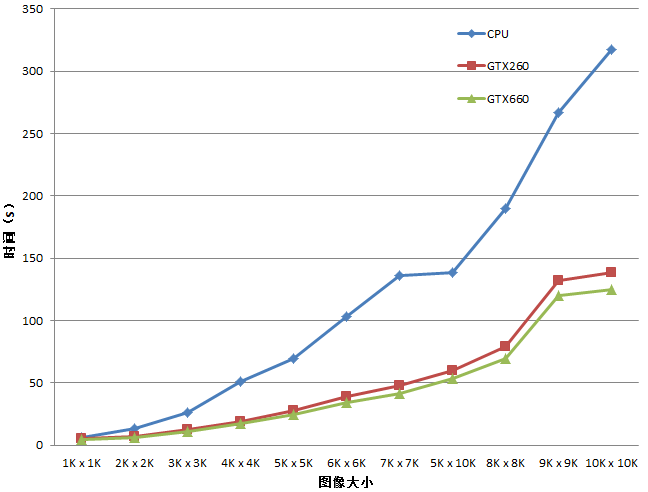 350
300
250
200
150
100
50
0
时间（s）
CPU
GTX260
GTX660
1K x 1K 2K x 2K 3K x 3K 4K x 4K 5K x 5K 6K x 6K 7K x 7K 5K x 10K 8K x 8K 9K x 9K 10K x 10K
图像大小